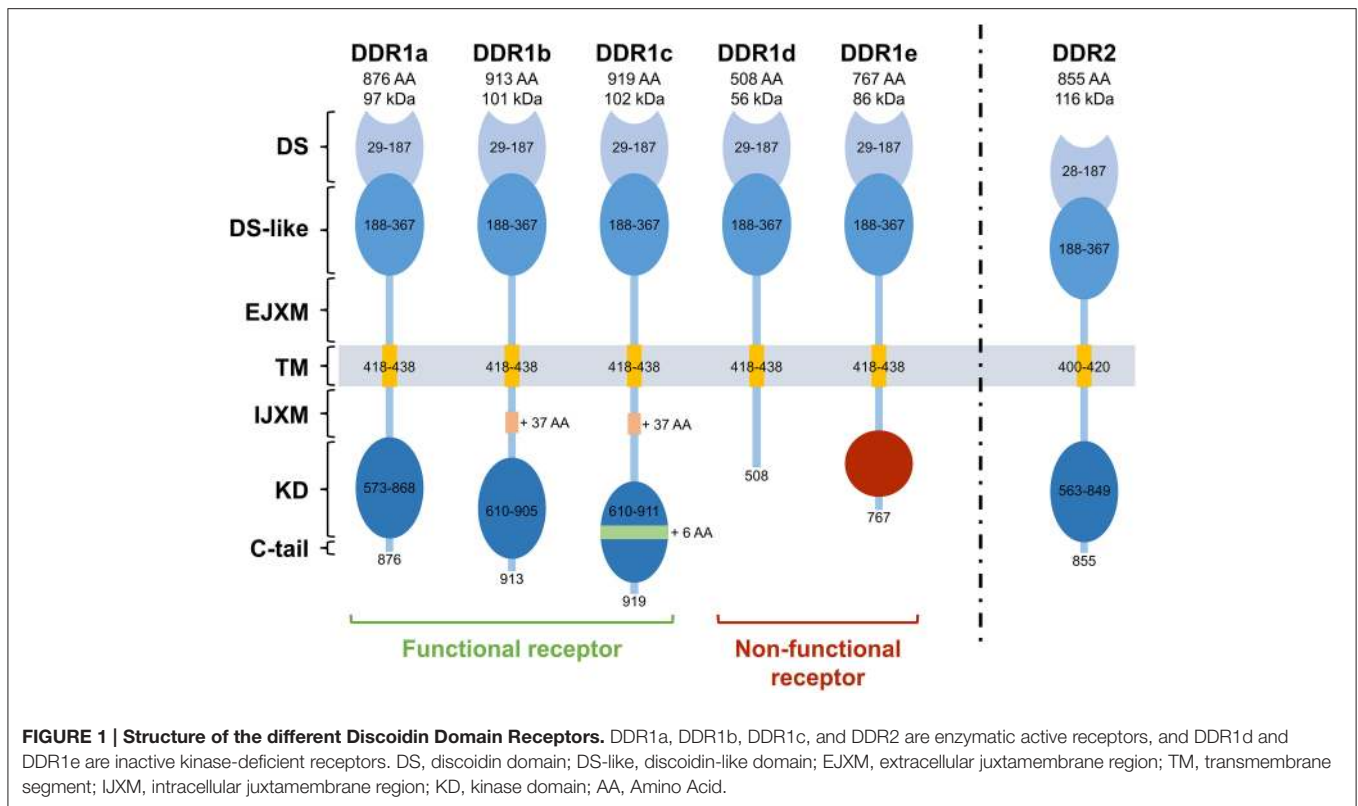 DDR1a DDR1b DDR1c DDR1d DDR1e DDR2
876 AA 913 AA 919 AA 508 AA 767 AA 855 AA
97 kDa 101 kDa 102 kDa 56 kDa 86 kDa 116 kDa
DS 29-187 29-187 29-187 29-187 29-187 28-187
DS-like 188-367 188-367 188-367 188-367 188-367 188-367
EJXM
TM 418-438 418-438 418-438 418-438 418-438 400-420
IJXM + 37 AA + 37 AA
KD 573-868 610-905 610-911 508 767 563-849
+ 6 AA
C-tail 876 913 919 855
Functional receptor Non-functional
receptor
FIGURE 1 | Structure of the different Discoidin Domain Receptors. DDR1a, DDR1b, DDR1c, and DDR2 are enzymatic active receptors, and DDR1d and
DDR1e are inactive kinase-deficient receptors. DS, discoidin domain; DS-like, discoidin-like domain; EJXM, extracellular juxtamembrane region; TM, transmembrane
segment; IJXM, intracellular juxtamembrane region; KD, kinase domain; AA, Amino Acid.